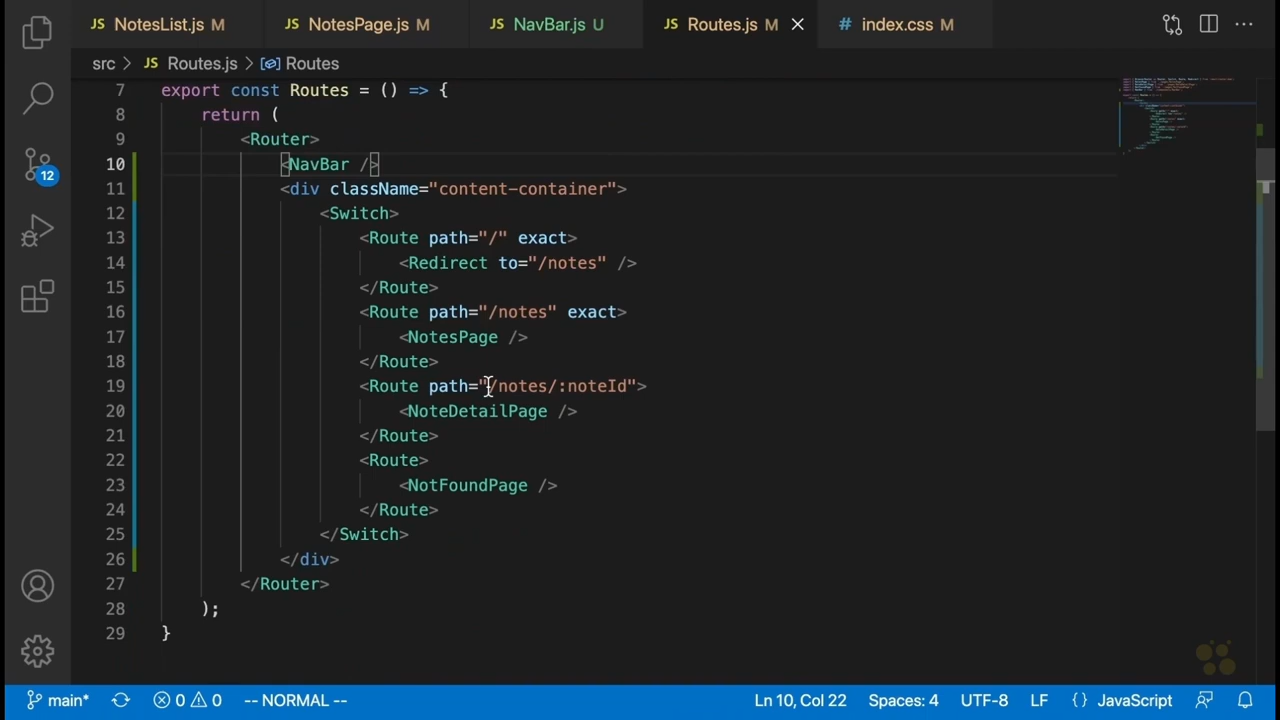 NotesList.js M NotesPage.js M NavBar.js U Routes.js M index.css M
src > Routes.js > Routes
7 export const Routes = () => {
8 return (
9 <Router>
10 <NavBar />
11 <div className="content-container">
12 <Switch>
13 <Route path="/" exact>
14 <Redirect to="/notes" />
15 </Route>
16 <Route path="/notes" exact>
17 <NotesPage />
18 </Route>
19 <Route path="/notes/:noteId">
20 <NoteDetailPage />
21 </Route>
22 <Route>
23 <NotFoundPage />
24 </Route>
25 </Switch>
26 </div>
27 </Router>
28 );
29 }
12
main* 0 0 -- NORMAL -- Ln 10, Col 22 Spaces: 4 UTF-8 LF {} JavaScript